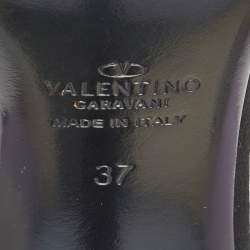 VALENTINO
GARAVANI
MADE IN ITALY
37